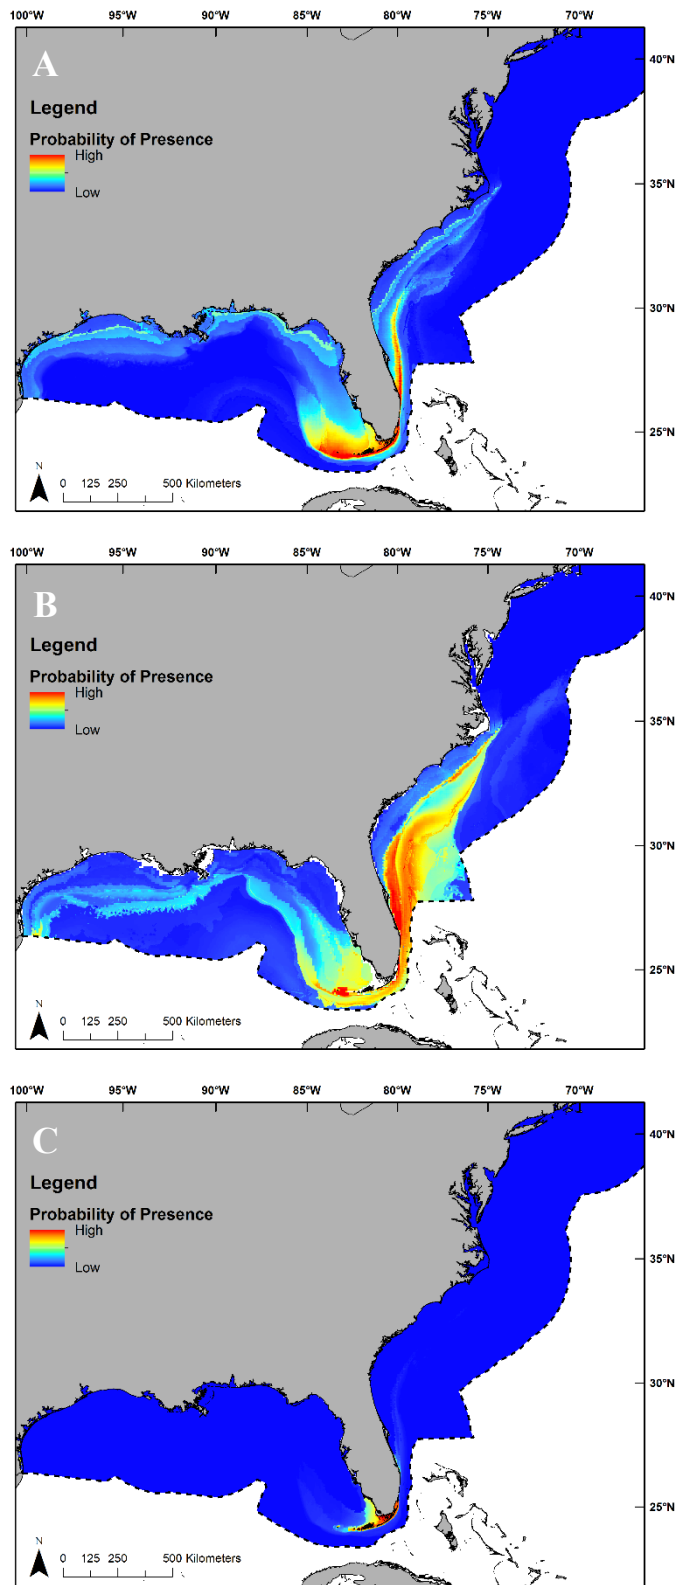 100°W 95°W 90°W 85°W 80°W 75°W 70°W
A
40°N
Legend
Probability of Presence
High
Low
35°N
30°N
25°N
N
0 125 250 500 Kilometers
100°W 95°W 90°W 85°W 80°W 75°W 70°W
B
40°N
Legend
Probability of Presence
High
Low
35°N
30°N
25°N
N
0 125 250 500 Kilometers
100°W 95°W 90°W 85°W 80°W 75°W 70°W
C
40°N
Legend
Probability of Presence
High
Low
35°N
30°N
25°N
N
0 125 250 500 Kilometers